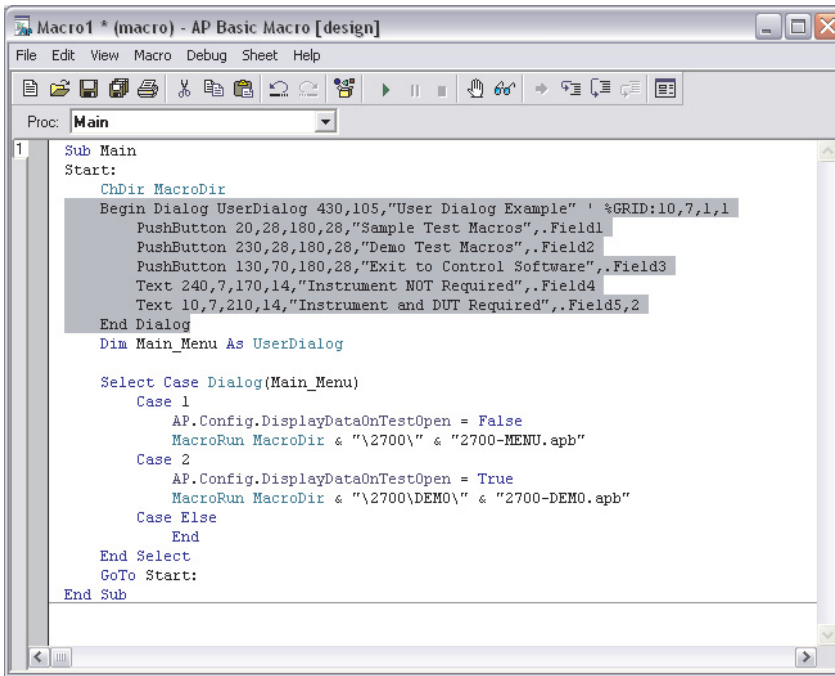 Macro1 * (macro) - AP Basic Macro [design]
File Edit View Macro Debug Sheet Help
Proc: Main
1
Sub Main
Start:
    ChDir MacroDir
    Begin Dialog UserDialog 430,105,"User Dialog Example" ' %GRID:10,7,1,1
        PushButton 20,28,180,28,"Sample Test Macros",.Field1
        PushButton 230,28,180,28,"Demo Test Macros",.Field2
        PushButton 130,70,180,28,"Exit to Control Software",.Field3
        Text 240,7,170,14,"Instrument NOT Required",.Field4
        Text 10,7,210,14,"Instrument and DUT Required",.Field5,2
    End Dialog
    Dim Main_Menu As UserDialog
    Select Case Dialog(Main_Menu)
        Case 1
            AP.Config.DisplayDataOnTestOpen = False
            MacroRun MacroDir & "\2700\" & "2700-MENU.apb"
        Case 2
            AP.Config.DisplayDataOnTestOpen = True
            MacroRun MacroDir & "\2700\DEMO\" & "2700-DEMO.apb"
        Case Else
            End
    End Select
    GoTo Start:
End Sub